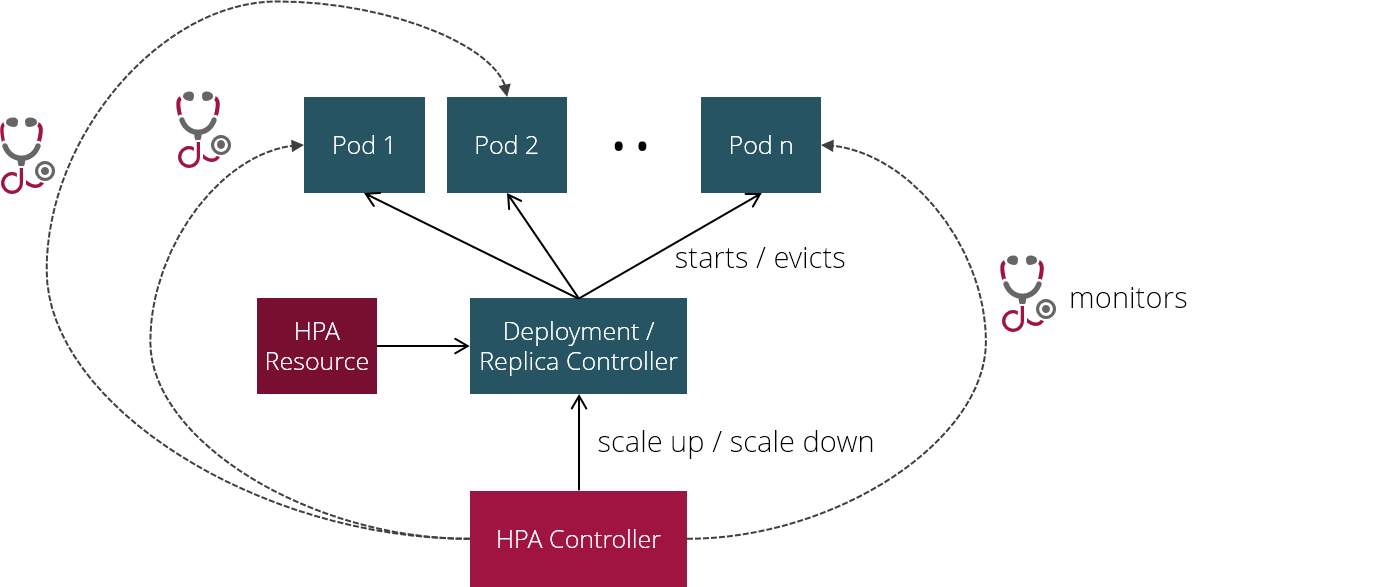 Pod 1
Pod 2
Pod n
starts / evicts
monitors
HPA
Resource
Deployment /
Replica Controller
scale up / scale down
HPA Controller